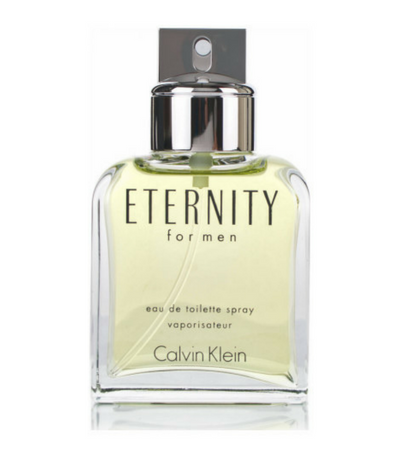 ETERNITY
for men
eau de toilette spray
vaporisateur
Calvin Klein